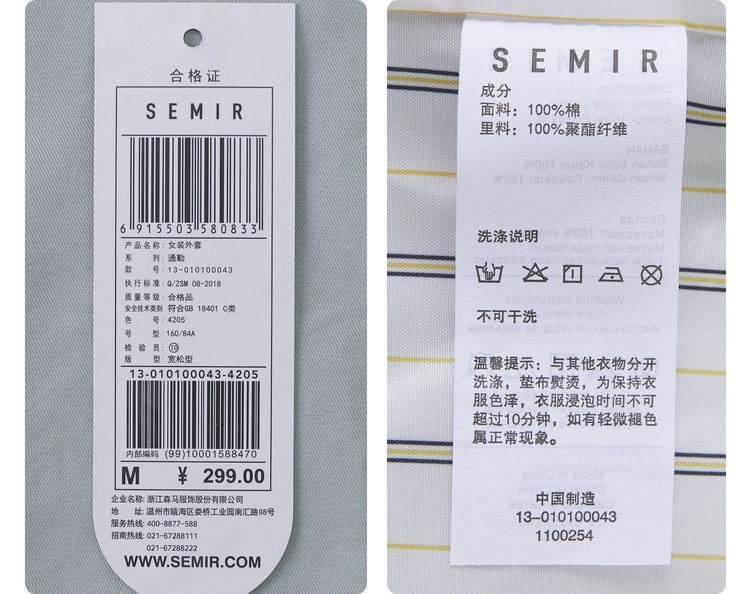 合格证
SEMIR
6 915503 580833
产品名称: 女装外套
系 列: 通勤
款 号: 13-010100043
执行标准: Q/ZSM 08-2018
质量等级: 合格品
安全技术类别: 符合GB 18401 C类
色 号: 4205
号 型: 160/84A
检 验 员: ⑩
版 型: 宽松型
13-010100043-4205
内部编码 (99)10001588470
M ¥ 299.00
企业名称: 浙江森马服饰股份有限公司
地 址: 温州市瓯海区娄桥工业园南汇路98号
服务热线: 400-8877-588
招商热线: 021-67288111
021-67288222
WWW.SEMIR.COM
SEMIR
成分
面料: 100%棉
里料: 100%聚酯纤维
洗涤说明
不可干洗
温馨提示: 与其他衣物分开
洗涤, 垫布熨烫, 为保持衣
服色泽, 衣服浸泡时间不可
超过10分钟, 如有轻微褪色
属正常现象。
中国制造
13-010100043
1100254